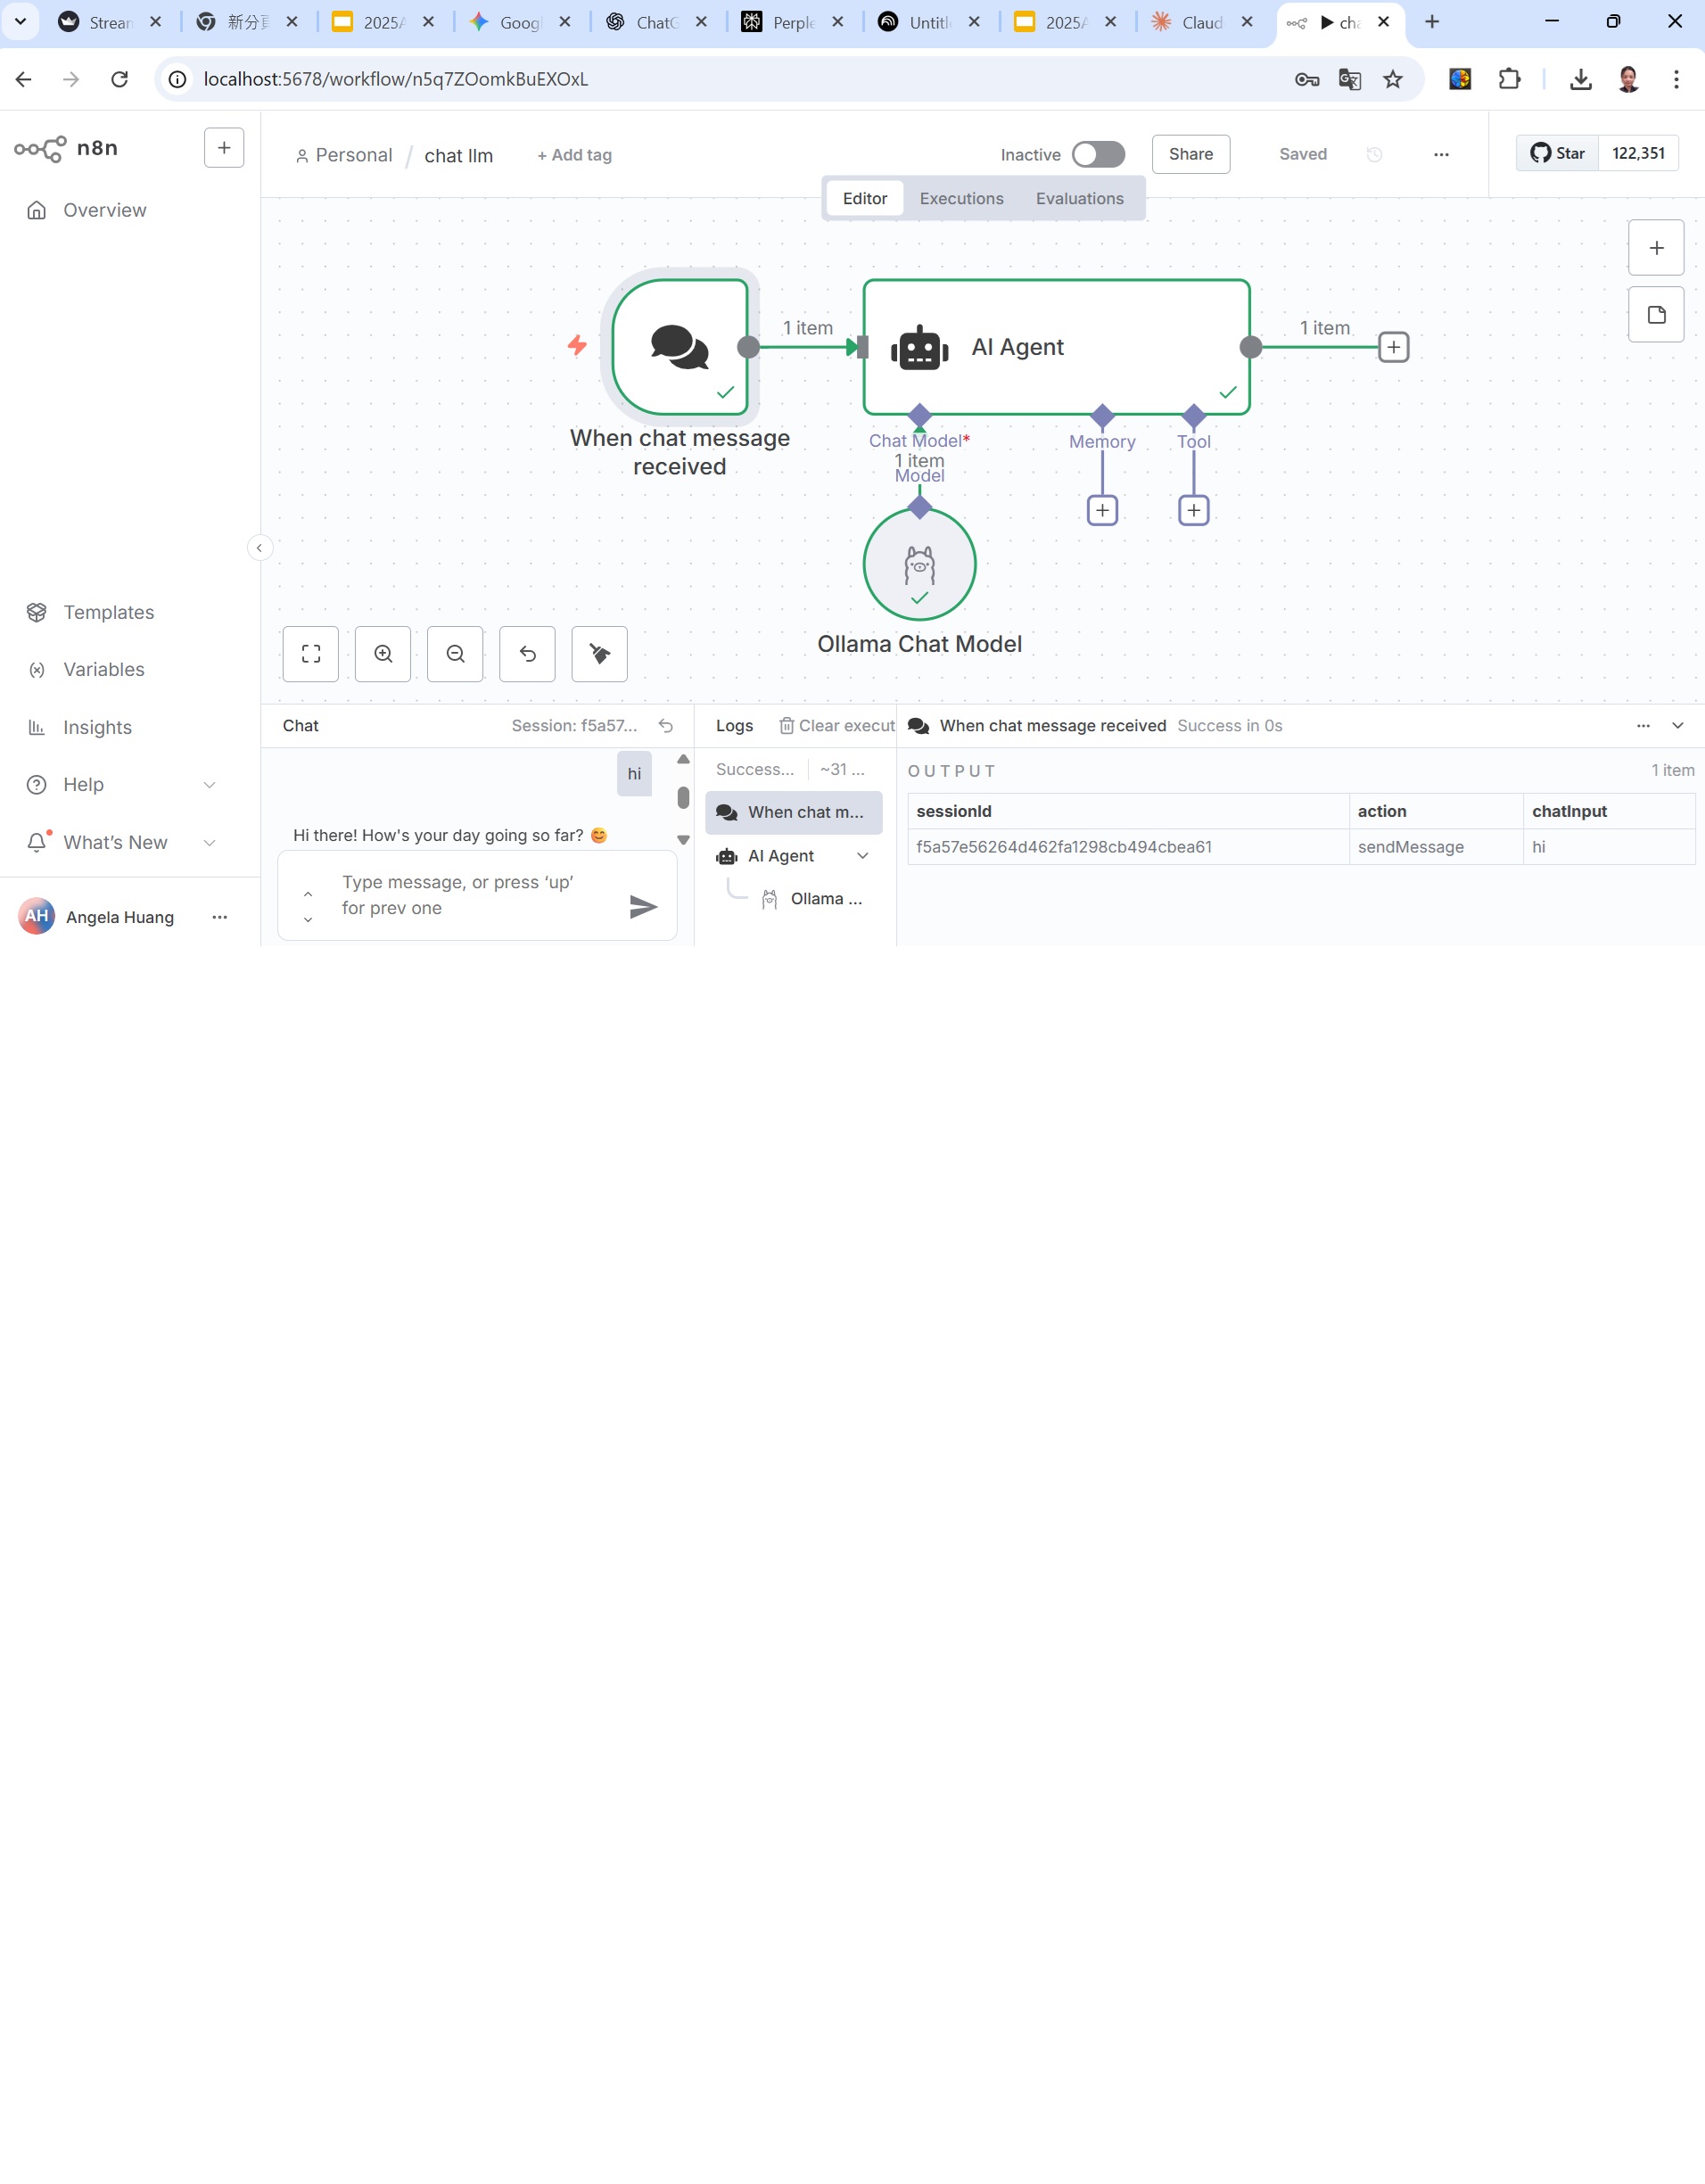 Strean
新分頁
2025A
Googl
ChatG
Perple
Untitl
2025A
Claud
cha
localhost:5678/workflow/n5q7ZOomkBuEXOxL
n8n
Personal / chat llm + Add tag
Inactive
Share
Saved
Star 122,351
Editor Executions Evaluations
Overview
1 item
AI Agent
1 item
When chat message
received
Chat Model*
1 item
Model
Memory
Tool
Ollama Chat Model
Templates
Variables
Insights
Help
What's New
AH Angela Huang
Chat
Session: f5a57...
hi
Hi there! How's your day going so far? 😊
Type message, or press ‘up’
for prev one
Logs
Clear execut
Success... ~31 ...
When chat m...
AI Agent
Ollama ...
When chat message received Success in 0s
OUTPUT
1 item
sessionId action chatInput
f5a57e56264d462fa1298cb494cbea61 sendMessage hi